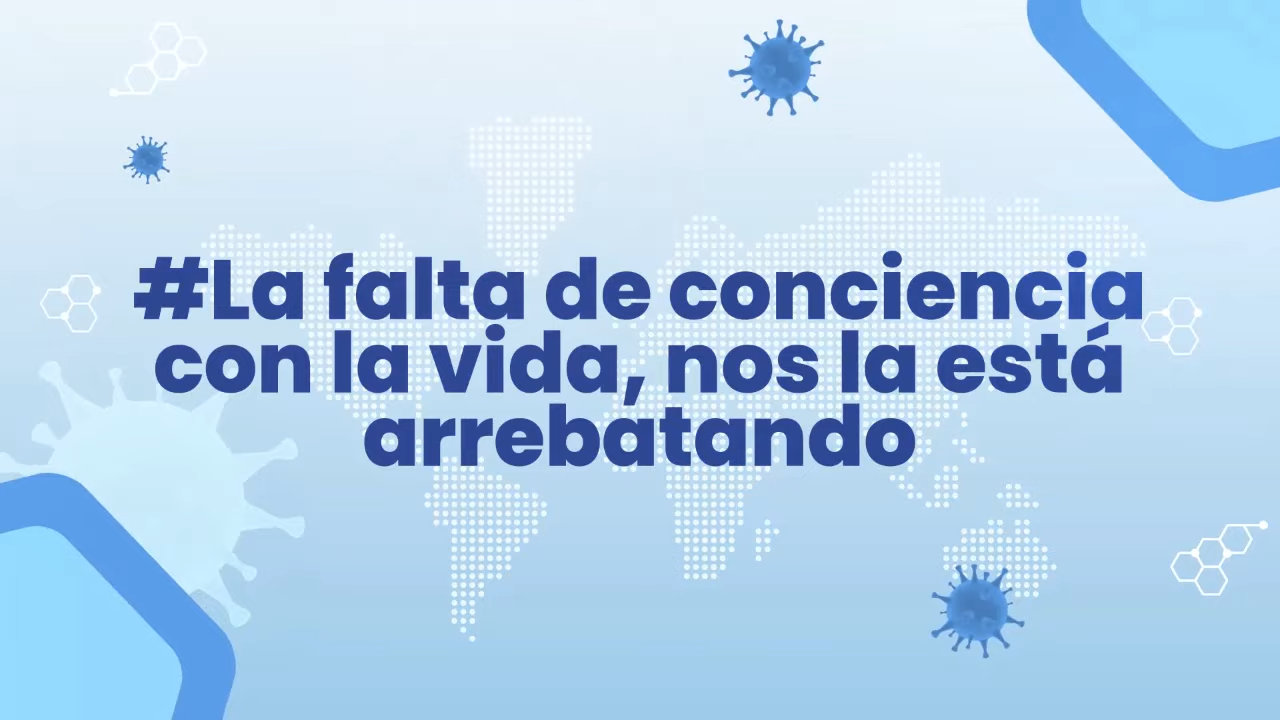 #La falta de conciencia
con la vida, nos la está
arrebatando